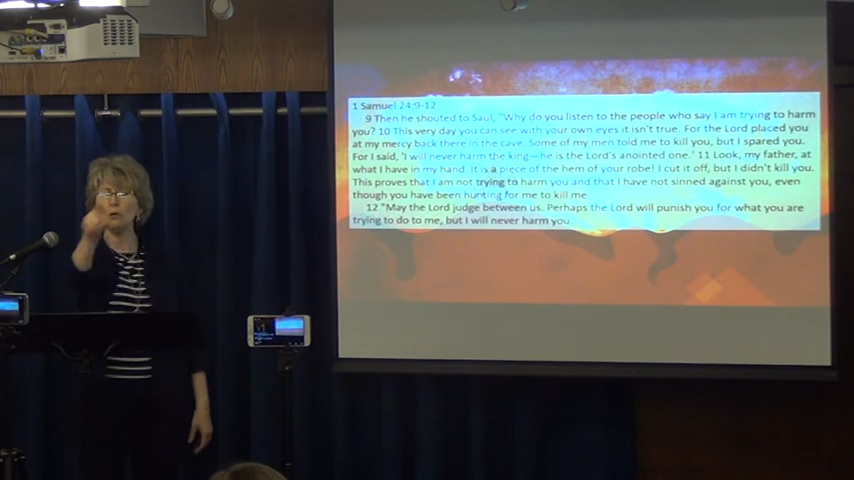 1 Samuel 24:9-12
9 Then he shouted to Saul, "Why do you listen to the people who say I am trying to harm
you? 10 This very day you can see with your own eyes it isn't true. For the Lord placed you
at my mercy back there in the cave. Some of my men told me to kill you, but I spared you.
For I said, 'I will never harm the king—he is the Lord's anointed one.' 11 Look, my father, at
what I have in my hand. It is a piece of the hem of your robe! I cut it off, but I didn't kill you.
This proves that I am not trying to harm you and that I have not sinned against you, even
though you have been hunting for me to kill me.
12 "May the Lord judge between us. Perhaps the Lord will punish you for what you are
trying to do to me, but I will never harm you.